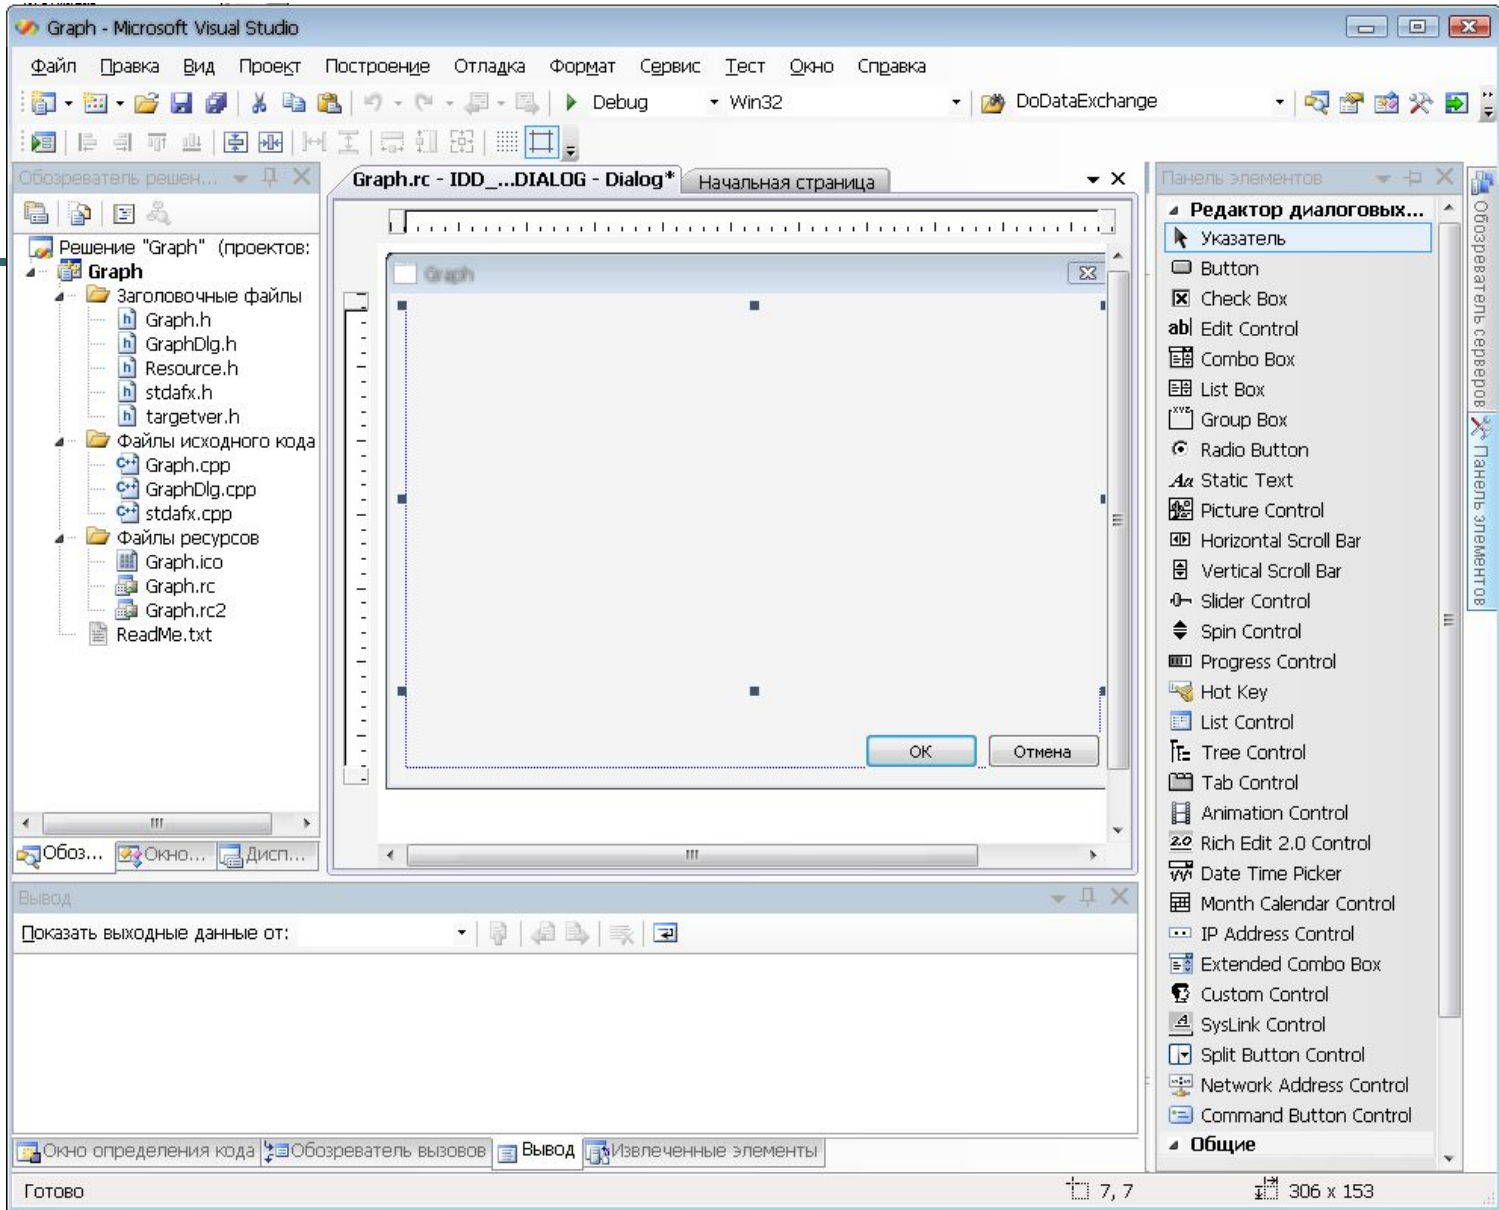 Graph - Microsoft Visual Studio
Файл Правка Вид Проект Построение Отладка Формат Сервис Тест Окно Справка
Debug Win32 DoDataExchange
Обозреватель решен...
Решение "Graph" (проектов:
Graph
Заголовочные файлы
Graph.h
GraphDlg.h
Resource.h
stdafx.h
targetver.h
Файлы исходного кода
Graph.cpp
GraphDlg.cpp
stdafx.cpp
Файлы ресурсов
Graph.ico
Graph.rc
Graph.rc2
ReadMe.txt
Обоз... Окно... Дисп...
Graph.rc - IDD_...DIALOG - Dialog* Начальная страница
Graph
ОК Отмена
Панель элементов
Редактор диалоговых...
Указатель
Button
Check Box
ab| Edit Control
Combo Box
List Box
Group Box
Radio Button
Aa Static Text
Picture Control
Horizontal Scroll Bar
Vertical Scroll Bar
Slider Control
Spin Control
Progress Control
Hot Key
List Control
Tree Control
Tab Control
Animation Control
2.0 Rich Edit 2.0 Control
Date Time Picker
Month Calendar Control
IP Address Control
Extended Combo Box
Custom Control
SysLink Control
Split Button Control
Network Address Control
Command Button Control
Общие
Обозреватель серверов
Панель элементов
Вывод
Показать выходные данные от:
Окно определения кода Обозреватель вызовов Вывод Извлеченные элементы
Готово 7, 7 306 x 153